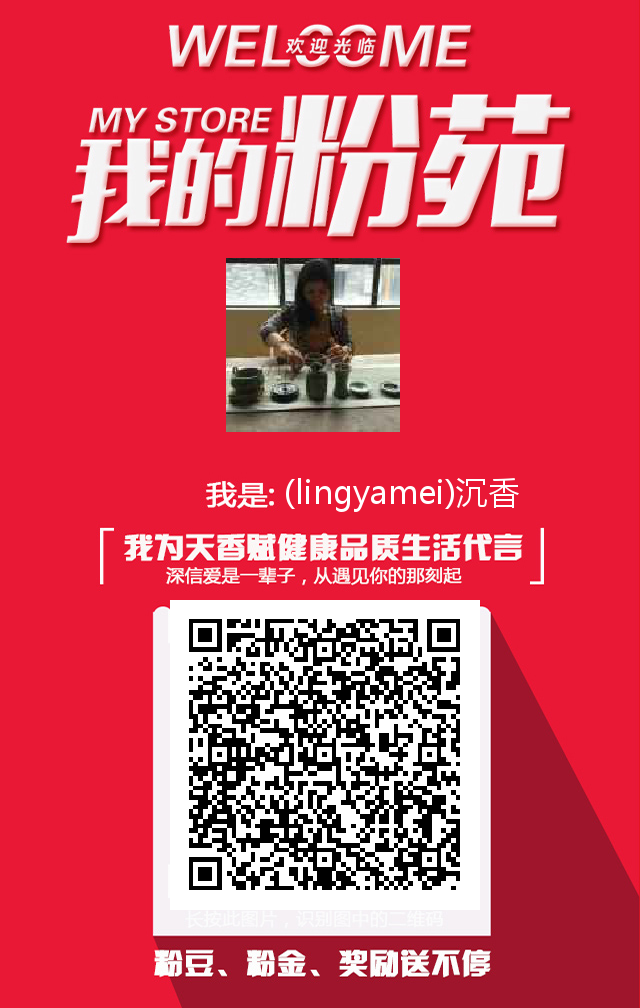 WELCOME
欢迎光临
MY STORE
我的粉苑
我是: (lingyamei)沉香
我为天香赋健康品质生活代言
深信爱是一辈子，从遇见你的那刻起
长按此图片，识别图中的二维码
粉豆、粉金、奖励送不停